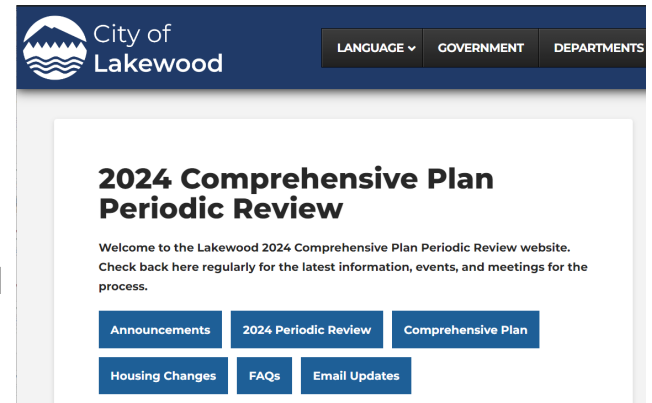 City of
Lakewood
LANGUAGE GOVERNMENT DEPARTMENTS
2024 Comprehensive Plan
Periodic Review
Welcome to the Lakewood 2024 Comprehensive Plan Periodic Review website.
Check back here regularly for the latest information, events, and meetings for the
process.
Announcements 2024 Periodic Review Comprehensive Plan
Housing Changes FAQs Email Updates